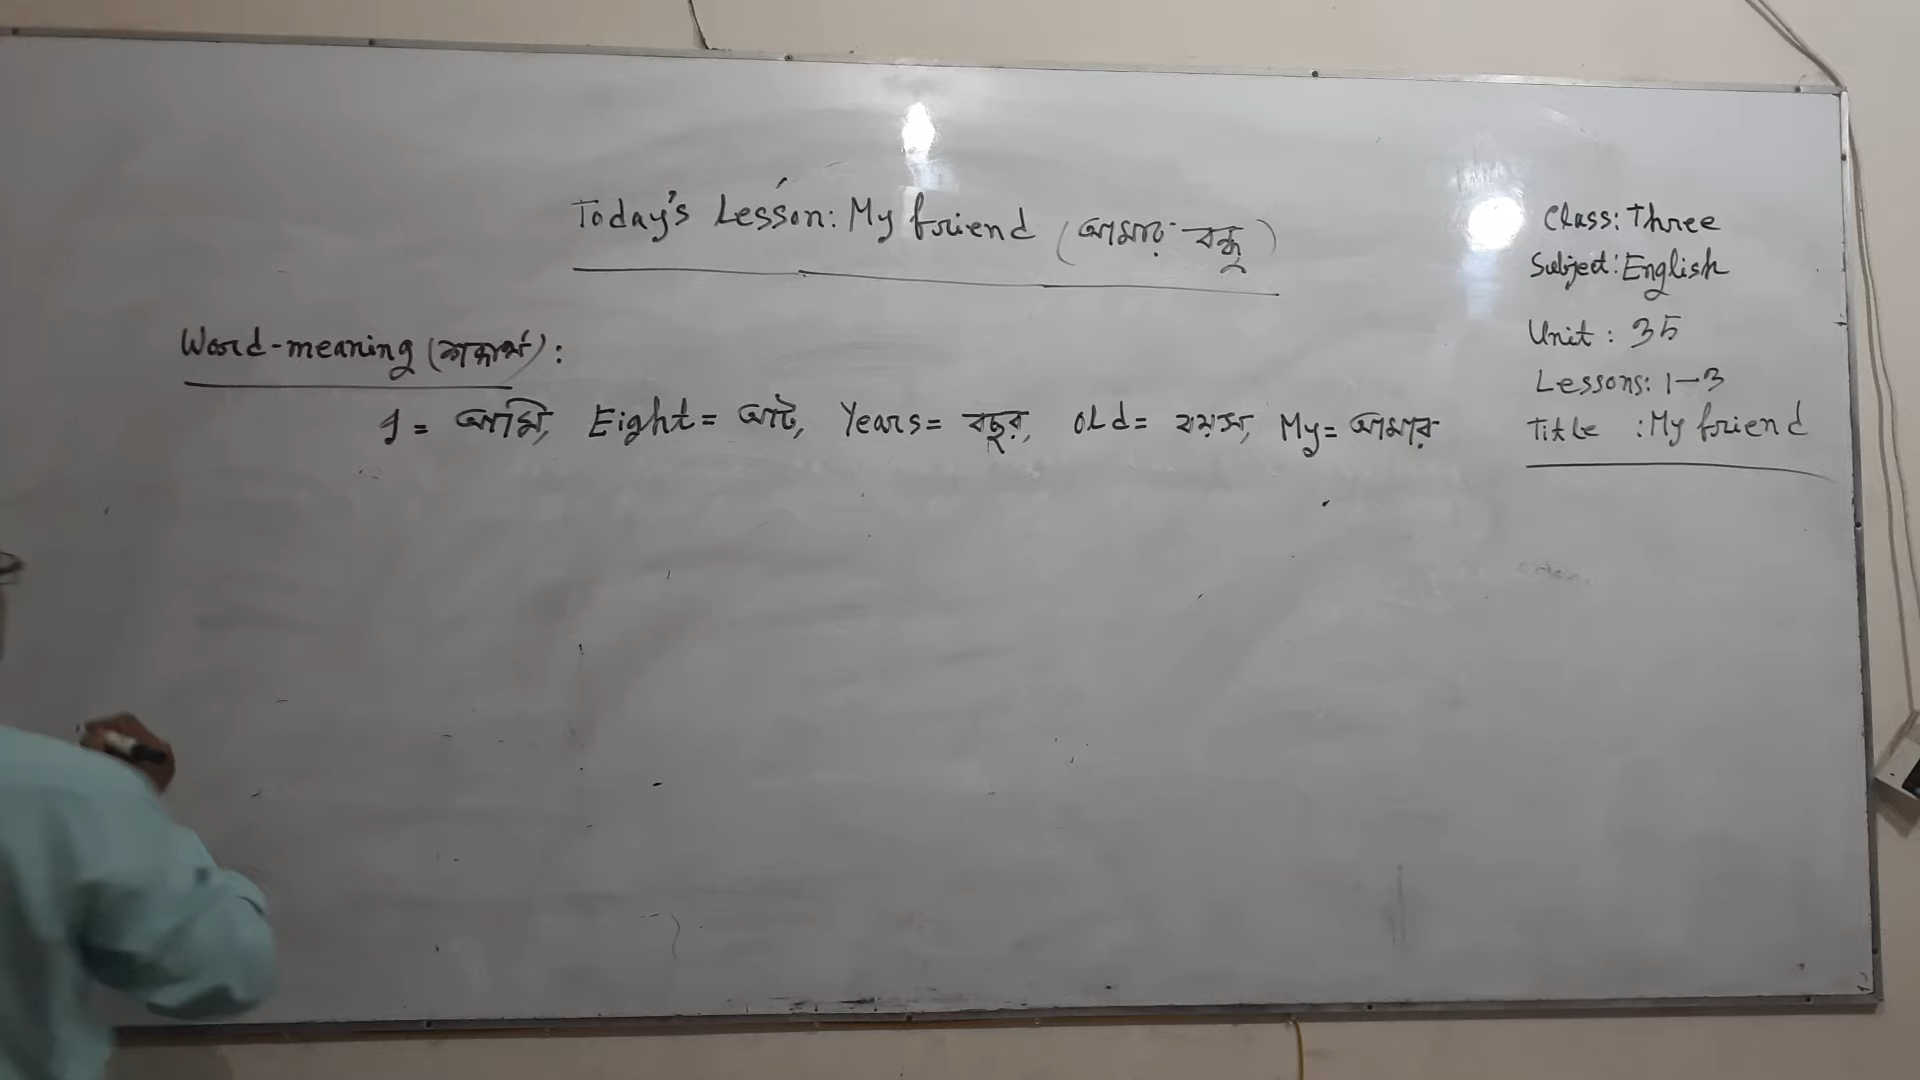 Today's Lesson: My friend (আমার বন্ধু)
Word-meaning (শব্দার্থ):
I = আমি, Eight = আট, Years = বছর, old = বয়স, My = আমার
Class: Three
Subject: English
Unit : 35
Lessons: 1-3
Title : My friend